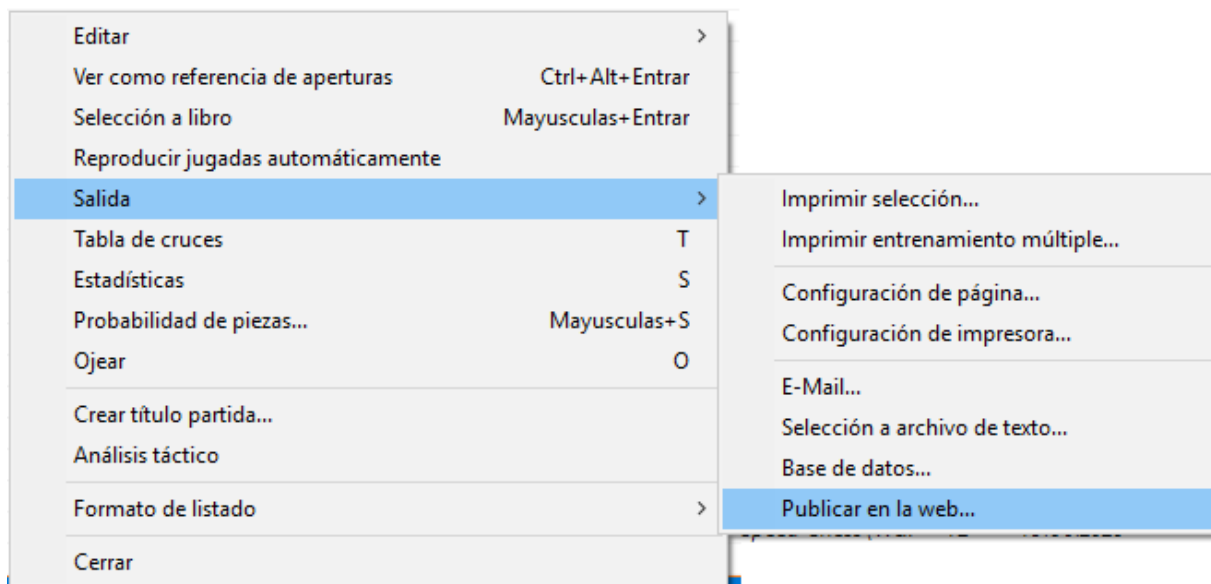 Editar
Ver como referencia de aperturas Ctrl+Alt+Entrar
Selección a libro Mayusculas+Entrar
Reproducir jugadas automáticamente
Salida
Tabla de cruces T
Estadísticas S
Probabilidad de piezas... Mayusculas+S
Ojear O
Crear título partida...
Análisis táctico
Formato de listado
Cerrar
Imprimir selección...
Imprimir entrenamiento múltiple...
Configuración de página...
Configuración de impresora...
E-Mail...
Selección a archivo de texto...
Base de datos...
Publicar en la web...